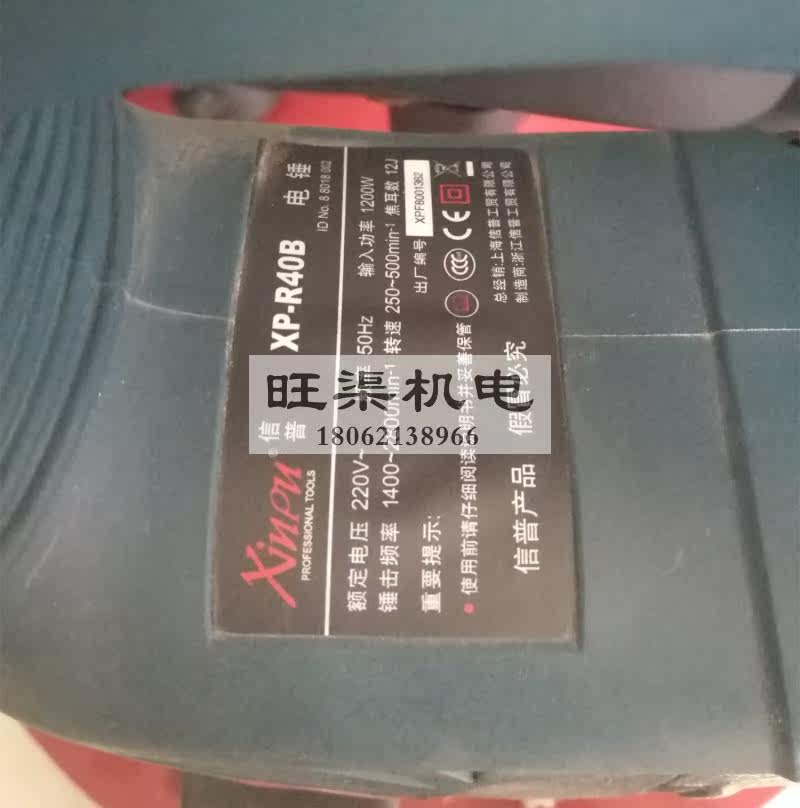 Xinpu® 信普 XP-R40B 电锤
PROFESSIONAL TOOLS
ID No. 8 8018 002
额定电压 220V~ 50Hz 输入功率 1200W
锤击频率 1400~2 00min⁻¹ 转速 250~500min⁻¹ 焦耳数 12J
重要提示: 出厂编号 XPF8001362
• 使用前请仔细阅读 明书并妥善保管
CCC CE
信普产品 假冒必究
总经销:上海信普工贸有限公司
制造商:浙江信普工贸有限公司
旺渠机电
18062138966